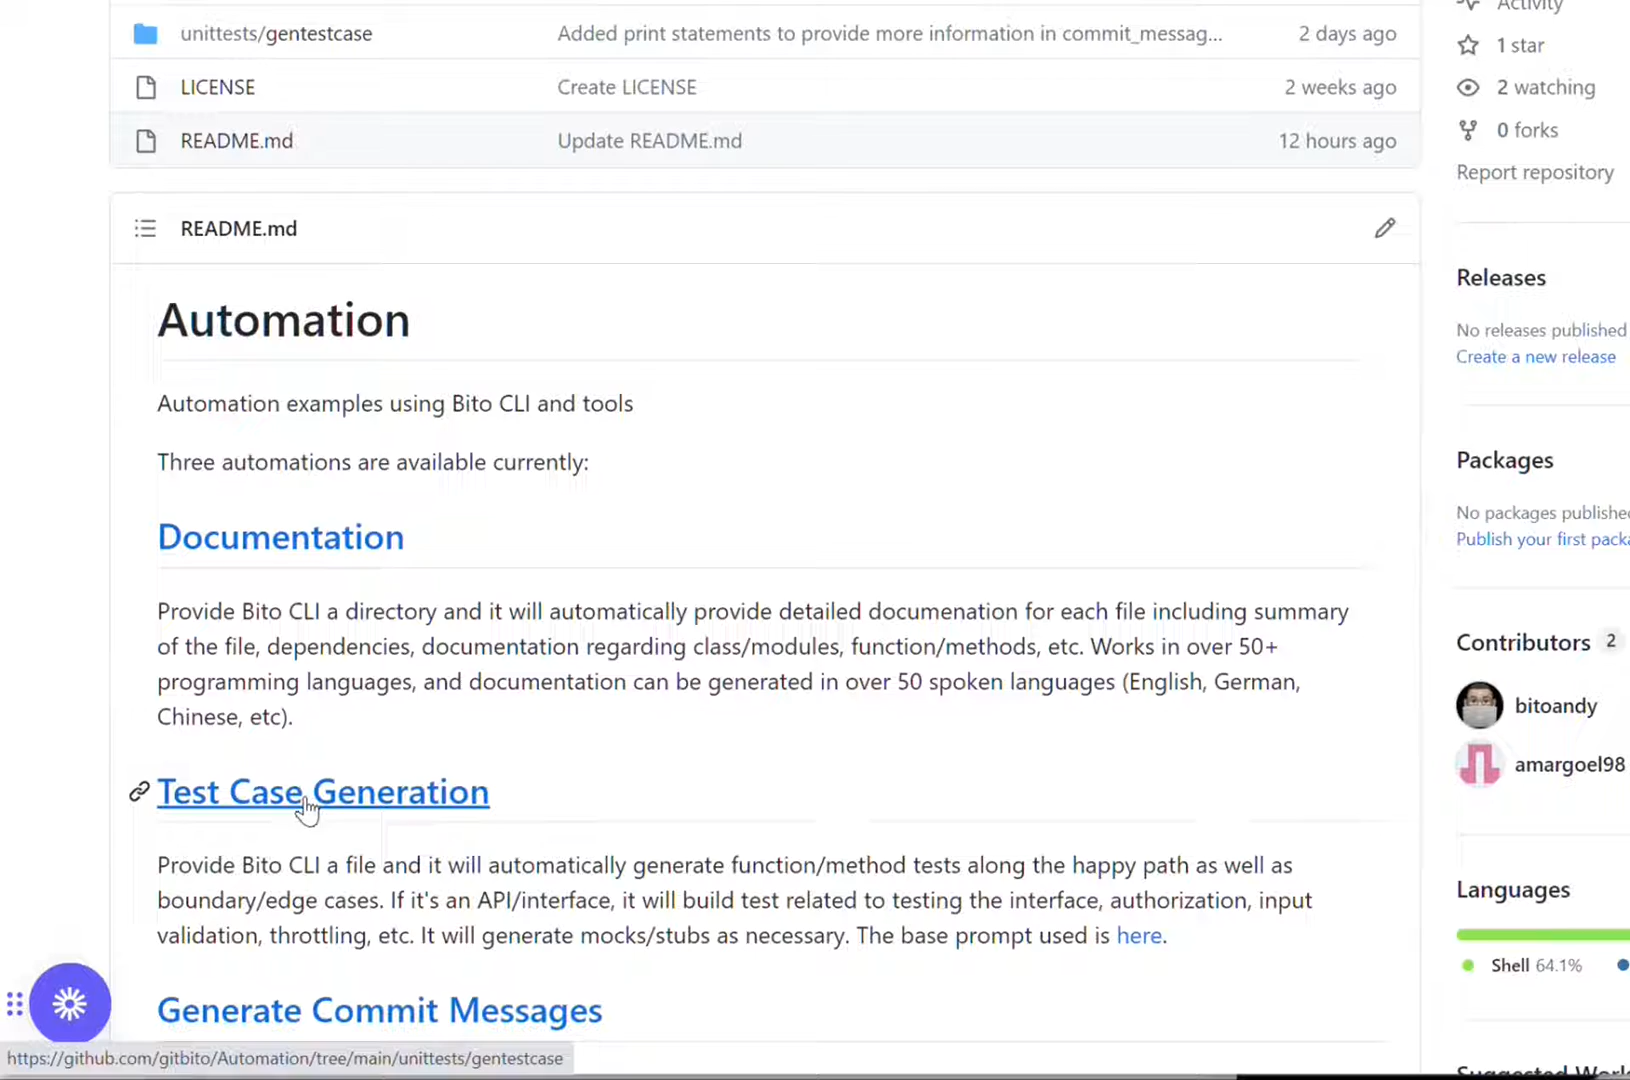 Activity
unittests/gentestcase Added print statements to provide more information in commit_messag... 2 days ago
1 star
LICENSE Create LICENSE 2 weeks ago
2 watching
README.md Update README.md 12 hours ago
0 forks
Report repository
README.md
Automation
Automation examples using Bito CLI and tools
Three automations are available currently:
Documentation
Provide Bito CLI a directory and it will automatically provide detailed documenation for each file including summary
of the file, dependencies, documentation regarding class/modules, function/methods, etc. Works in over 50+
programming languages, and documentation can be generated in over 50 spoken languages (English, German,
Chinese, etc).
Test Case Generation
Provide Bito CLI a file and it will automatically generate function/method tests along the happy path as well as
boundary/edge cases. If it's an API/interface, it will build test related to testing the interface, authorization, input
validation, throttling, etc. It will generate mocks/stubs as necessary. The base prompt used is here.
Generate Commit Messages
https://github.com/gitbito/Automation/tree/main/unittests/gentestcase
Releases
No releases published
Create a new release
Packages
No packages published
Publish your first packa
Contributors 2
bitoandy
amargoel98
Languages
Shell 64.1%